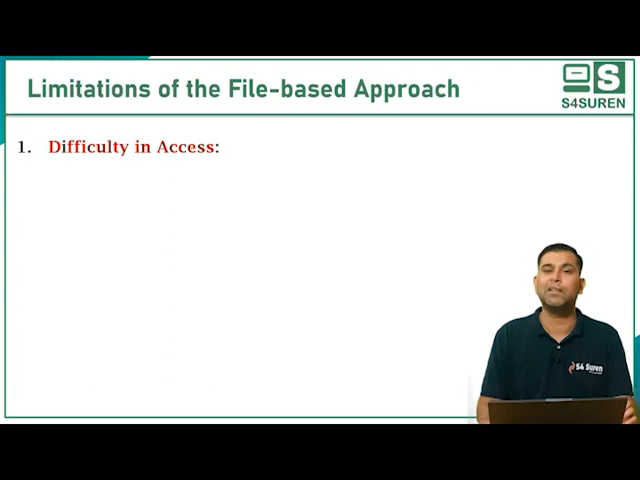 Limitations of the File-based Approach
S
S4SUREN
1. Difficulty in Access:
S4 Suren